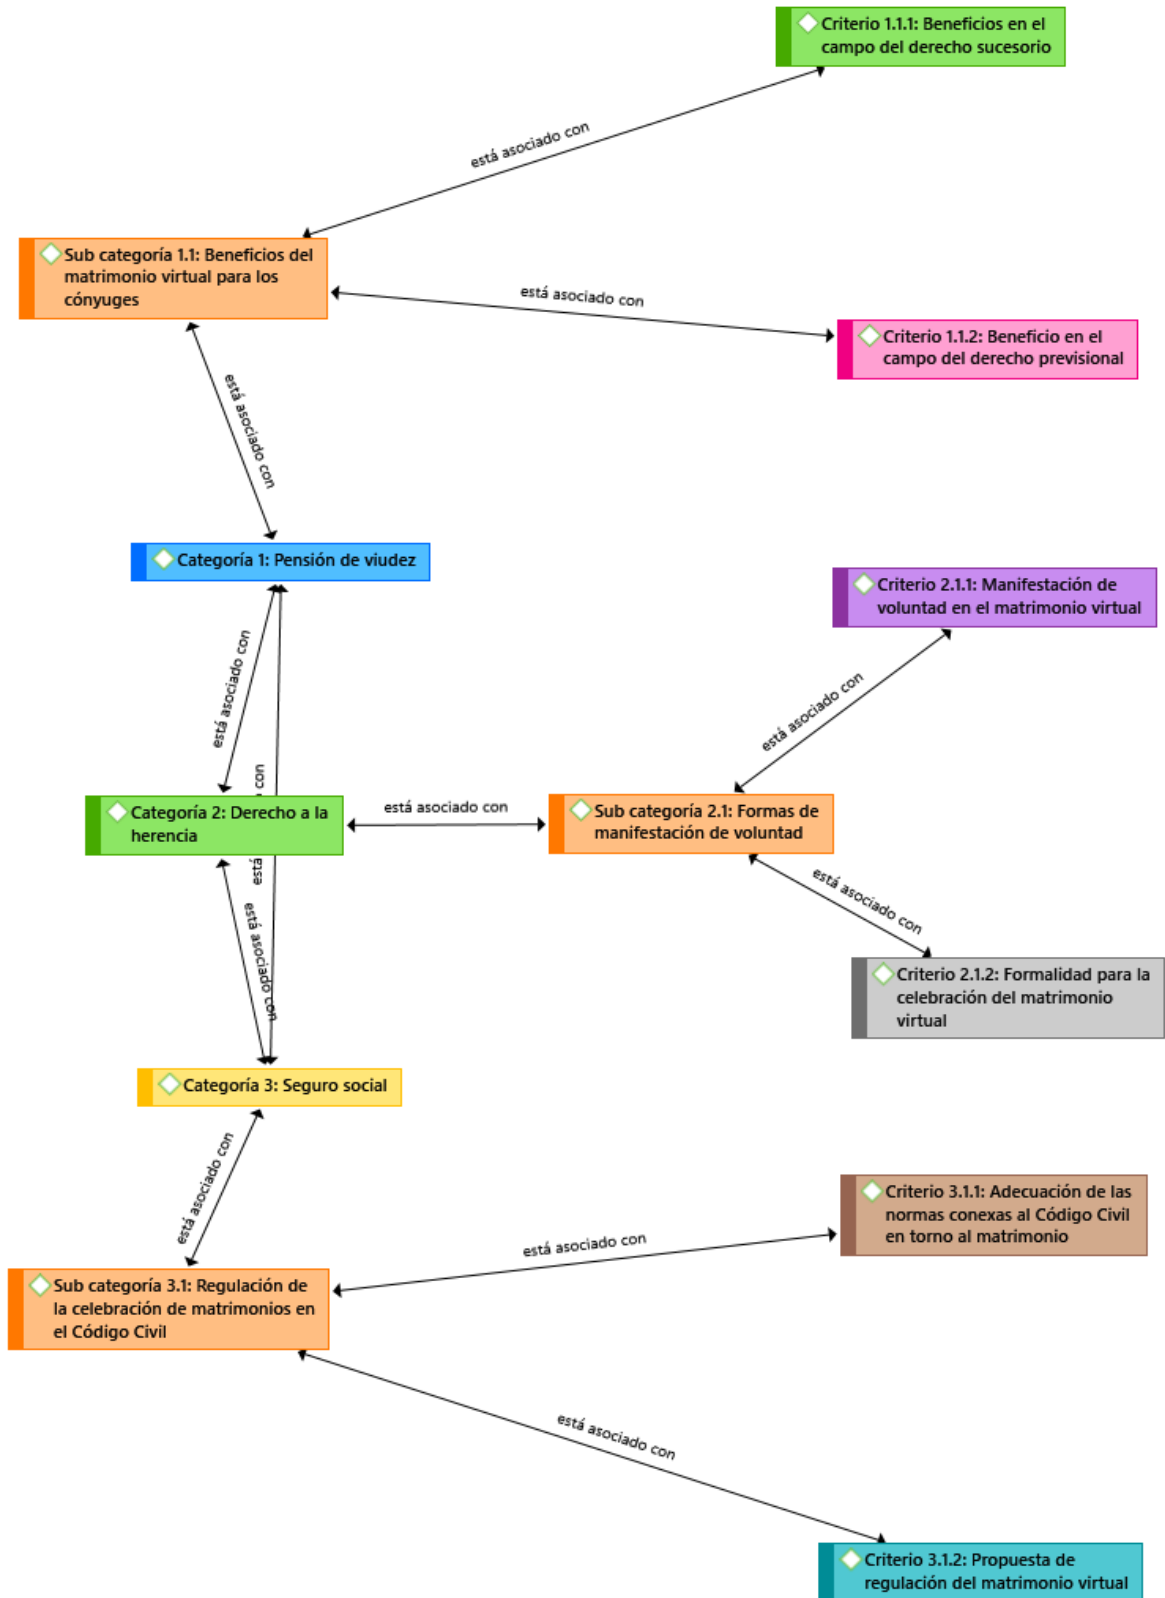 Criterio 1.1.1: Beneficios en el
campo del derecho sucesorio
está asociado con
Sub categoría 1.1: Beneficios del
matrimonio virtual para los
cónyuges
está asociado con
Criterio 1.1.2: Beneficio en el
campo del derecho previsional
está asociado con
Categoría 1: Pensión de viudez
Criterio 2.1.1: Manifestación de
voluntad en el matrimonio virtual
está asociado con
está asociado con
con
Categoría 2: Derecho a la
herencia
está asociado con
Sub categoría 2.1: Formas de
manifestación de voluntad
está asociado con
está asociado con
Criterio 2.1.2: Formalidad para la
celebración del matrimonio
virtual
Categoría 3: Seguro social
está asociado con
Criterio 3.1.1: Adecuación de las
normas conexas al Código Civil
en torno al matrimonio
está asociado con
Sub categoría 3.1: Regulación de
la celebración de matrimonios en
el Código Civil
está asociado con
Criterio 3.1.2: Propuesta de
regulación del matrimonio virtual